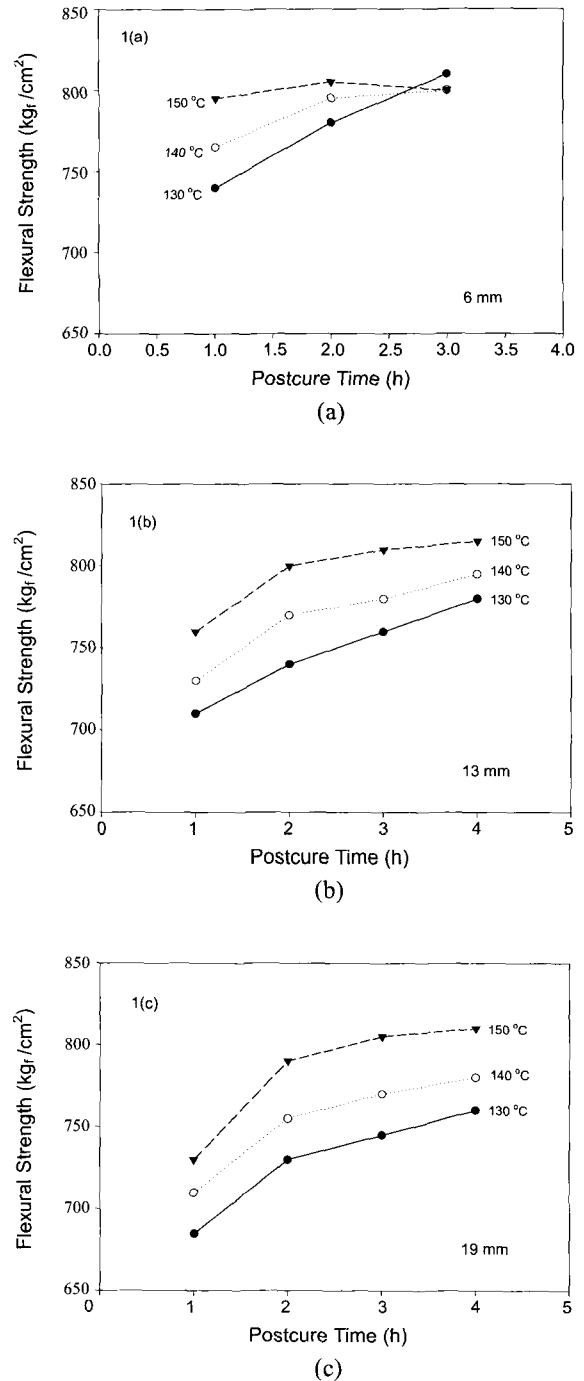 1(a)
850
800
750
700
650
Flexural Strength (kgf/cm²)
150 °C
140 °C
130 °C
6 mm
0.0 0.5 1.0 1.5 2.0 2.5 3.0 3.5 4.0
Postcure Time (h)
(a)
1(b)
850
800
750
700
650
Flexural Strength (kgf/cm²)
150 °C
140 °C
130 °C
13 mm
0 1 2 3 4 5
Postcure Time (h)
(b)
1(c)
850
800
750
700
650
Flexural Strength (kgf/cm²)
150 °C
140 °C
130 °C
19 mm
0 1 2 3 4 5
Postcure Time (h)
(c)